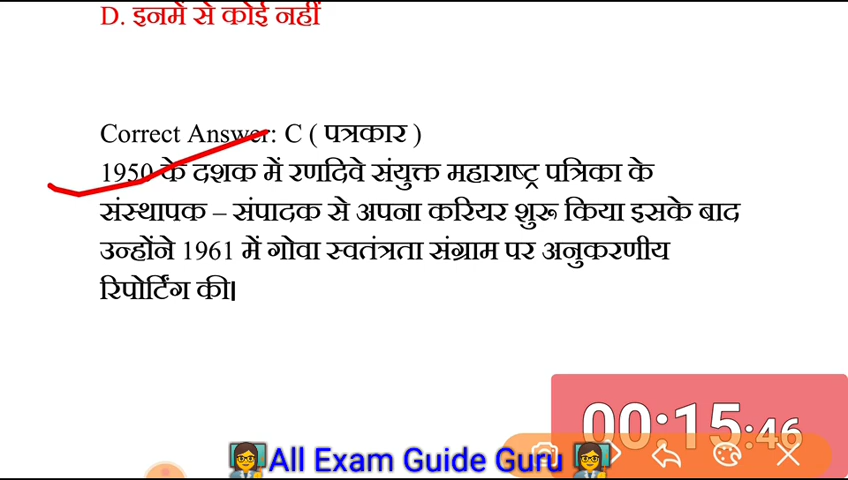 D. इनमें से कोई नहीं
Correct Answer: C ( पत्रकार )
1950 के दशक में रणदिवे संयुक्त महाराष्ट्र पत्रिका के
संस्थापक – संपादक से अपना करियर शुरू किया इसके बाद
उन्होंने 1961 में गोवा स्वतंत्रता संग्राम पर अनुकरणीय
रिपोर्टिंग की।
00:15:46
All Exam Guide Guru